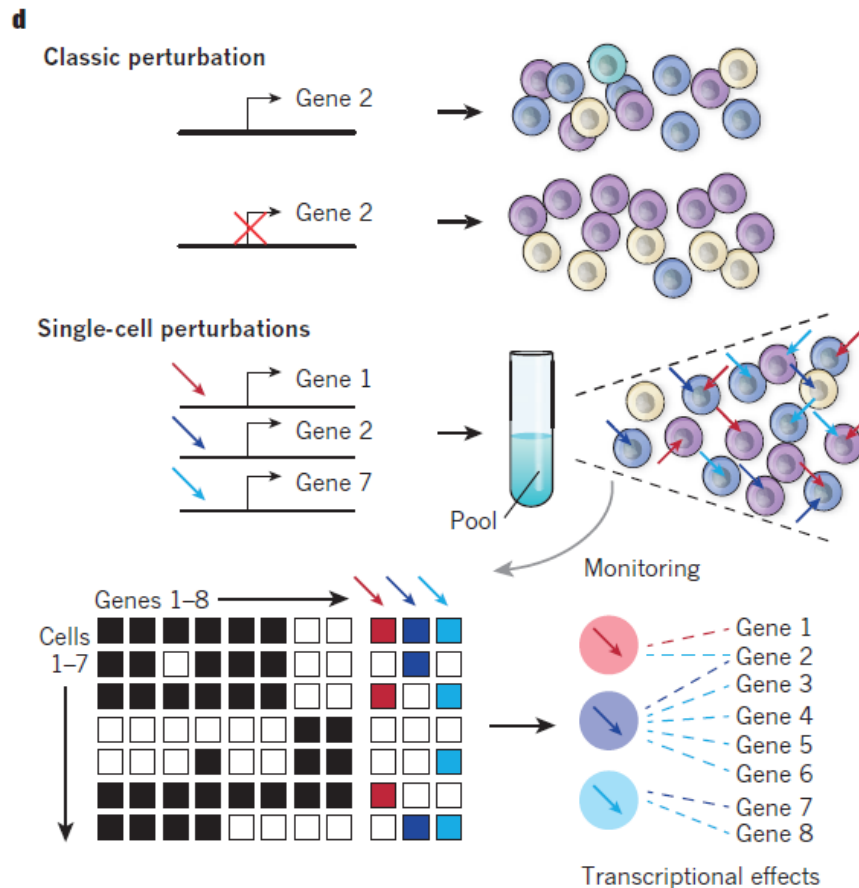 d
Classic perturbation
Gene 2
Gene 2
Single-cell perturbations
Gene 1
Gene 2
Gene 7
Pool
Monitoring
Genes 1–8
Cells
1–7
Gene 1
Gene 2
Gene 3
Gene 4
Gene 5
Gene 6
Gene 7
Gene 8
Transcriptional effects